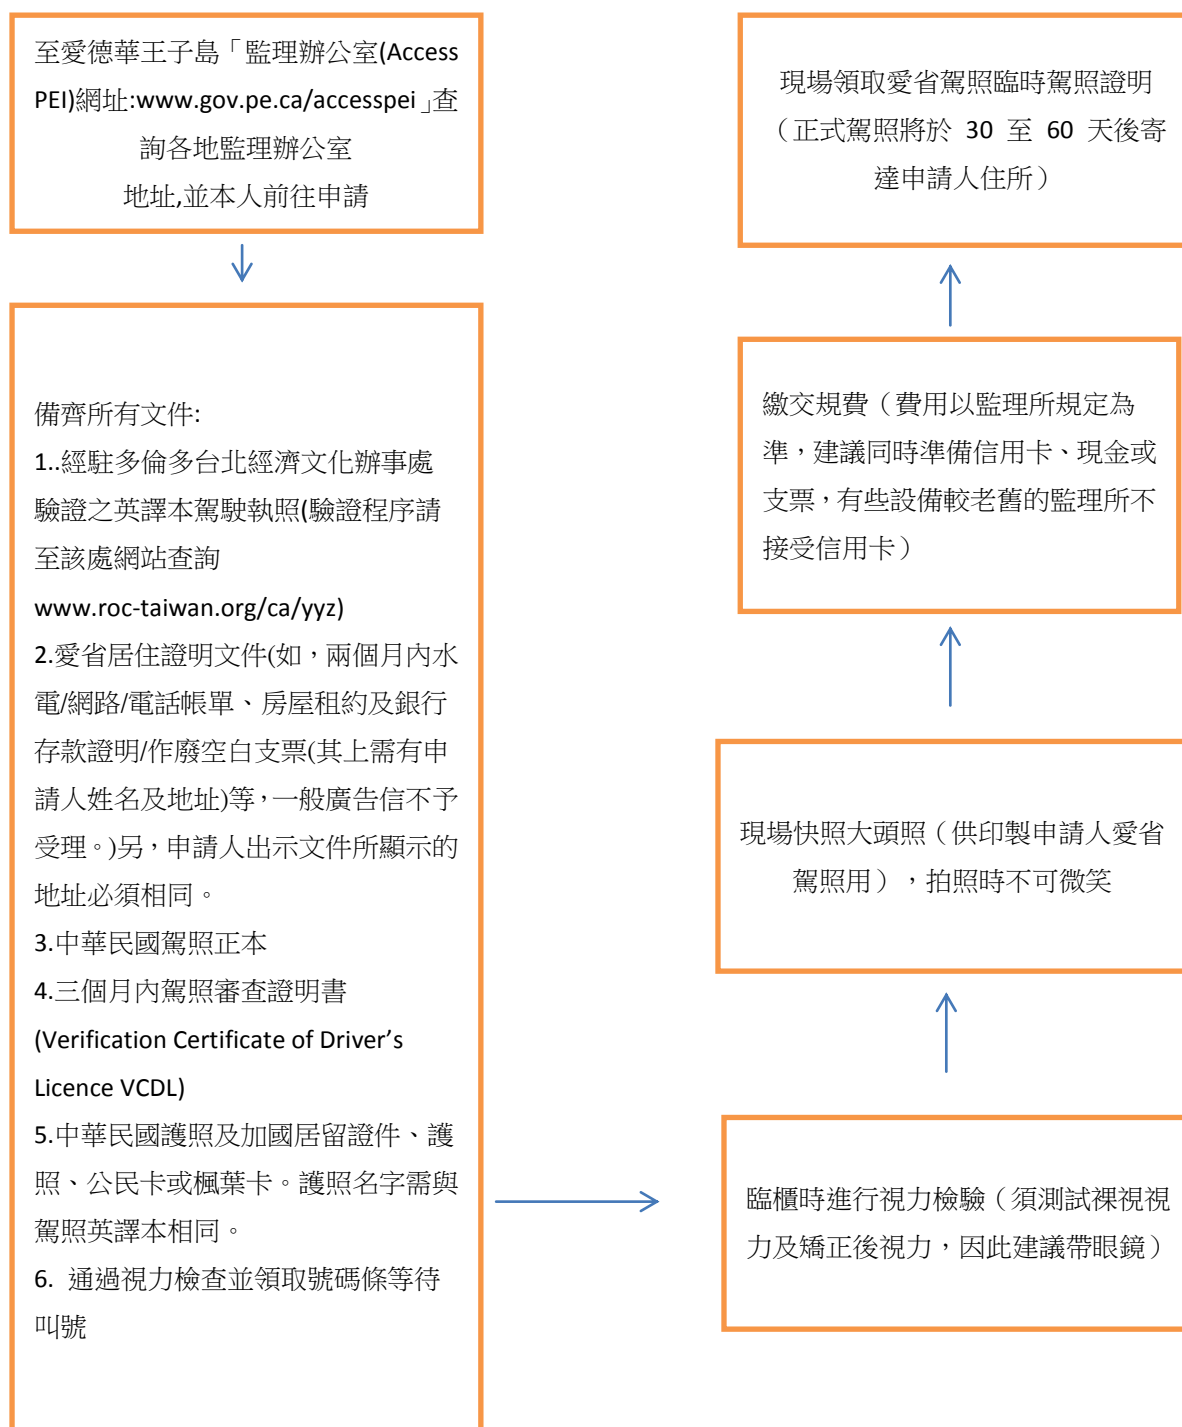 至愛德華王子島「監理辦公室(Access
PEI)網址:www.gov.pe.ca/accesspei」查
詢各地監理辦公室
地址,並本人前往申請
備齊所有文件:
1..經駐多倫多台北經濟文化辦事處
驗證之英譯本駕駛執照(驗證程序請
至該處網站查詢
www.roc-taiwan.org/ca/yyz)
2.愛省居住證明文件(如，兩個月內水
電/網路/電話帳單、房屋租約及銀行
存款證明/作廢空白支票(其上需有申
請人姓名及地址)等，一般廣告信不予
受理。)另，申請人出示文件所顯示的
地址必須相同。
3.中華民國駕照正本
4.三個月內駕照審查證明書
(Verification Certificate of Driver’s
Licence VCDL)
5.中華民國護照及加國居留證件、護
照、公民卡或楓葉卡。護照名字需與
駕照英譯本相同。
6. 通過視力檢查並領取號碼條等待
叫號
臨櫃時進行視力檢驗（須測試裸視視
力及矯正後視力，因此建議帶眼鏡）
現場快照大頭照（供印製申請人愛省
駕照用），拍照時不可微笑
繳交規費（費用以監理所規定為
準，建議同時準備信用卡、現金或
支票，有些設備較老舊的監理所不
接受信用卡）
現場領取愛省駕照臨時駕照證明
（正式駕照將於 30 至 60 天後寄
達申請人住所）